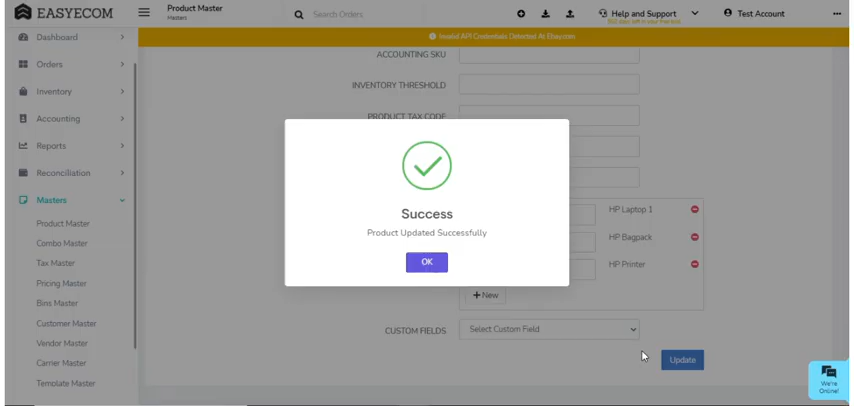 EASYECOM
Product Master
Masters
Search Orders
Help and Support
Test Account
Invalid API Credentials Detected At Ebay.com
Dashboard
Orders
Inventory
Accounting
Reports
Reconciliation
Masters
Product Master
Combo Master
Tax Master
Pricing Master
Bins Master
Customer Master
Vendor Master
Carrier Master
Template Master
ACCOUNTING SKU
INVENTORY THRESHOLD
PRODUCT TAX CODE
Success
Product Updated Successfully
OK
HP Laptop 1
HP Bagpack
HP Printer
+ New
CUSTOM FIELDS
Select Custom Field
Update
We're
Online!